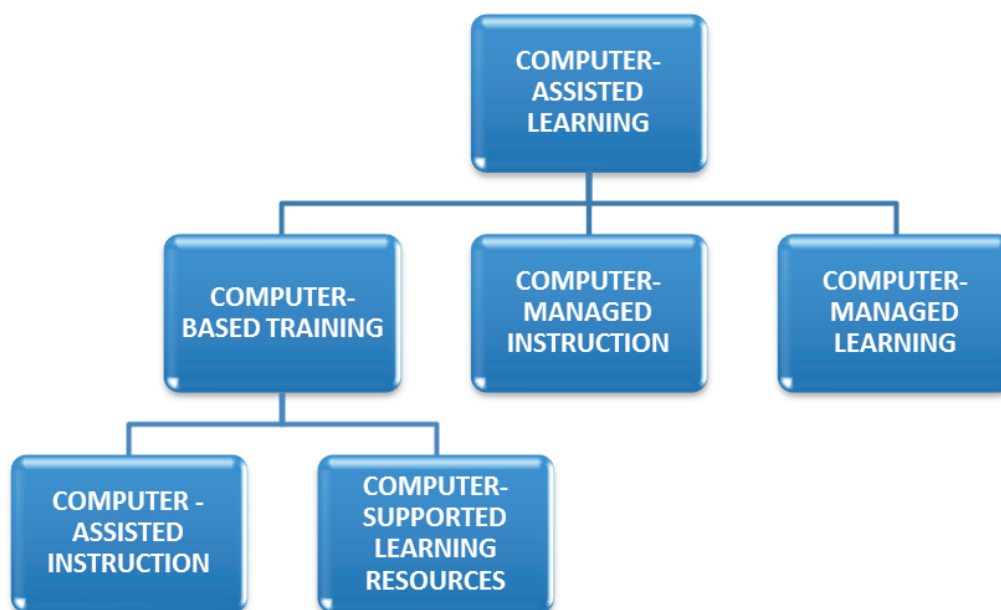 COMPUTER-
ASSISTED
LEARNING
COMPUTER-
BASED TRAINING
COMPUTER-
MANAGED
INSTRUCTION
COMPUTER-
MANAGED
LEARNING
COMPUTER -
ASSISTED
INSTRUCTION
COMPUTER-
SUPPORTED
LEARNING
RESOURCES